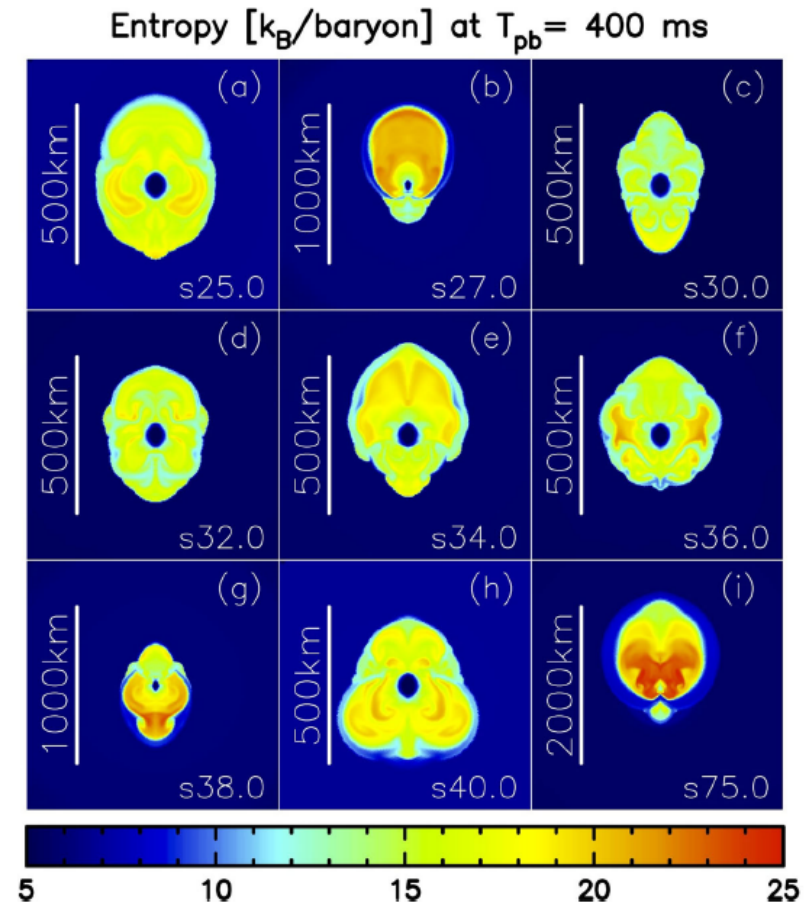 Entropy [k_B/baryon] at T_pb= 400 ms
(a)
500km
s25.0
(b)
1000km
s27.0
(c)
500km
s30.0
(d)
500km
s32.0
(e)
500km
s34.0
(f)
500km
s36.0
(g)
1000km
s38.0
(h)
500km
s40.0
(i)
2000km
s75.0
5 10 15 20 25